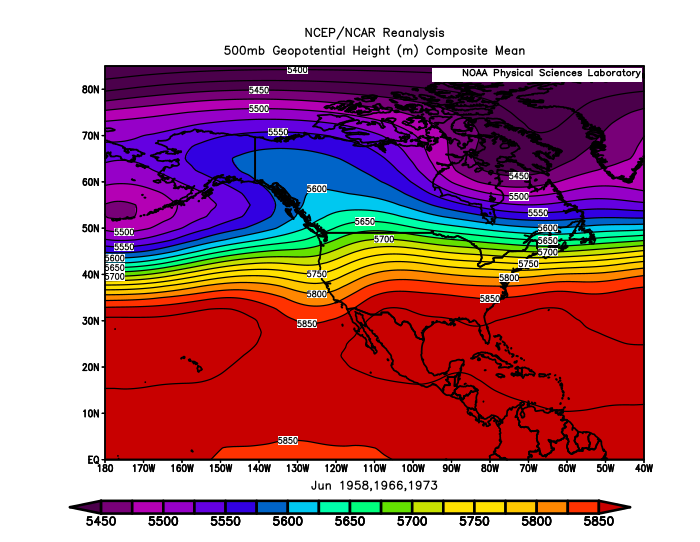 NCEP/NCAR Reanalysis
500mb Geopotential Height (m) Composite Mean
NOAA Physical Sciences Laboratory
5400
80N
5450
5500
5550
70N
5450
60N
5600
5500
5550
50N
5650
5500
5600
5700
5650
5550
5700
5600
5750
5650
5700
40N
5750
5800
5800
5850
30N
5850
20N
10N
5850
EQ
180 170W 160W 150W 140W 130W 120W 110W 100W 90W 80W 70W 60W 50W 40W
Jun 1958,1966,1973
5450 5500 5550 5600 5650 5700 5750 5800 5850